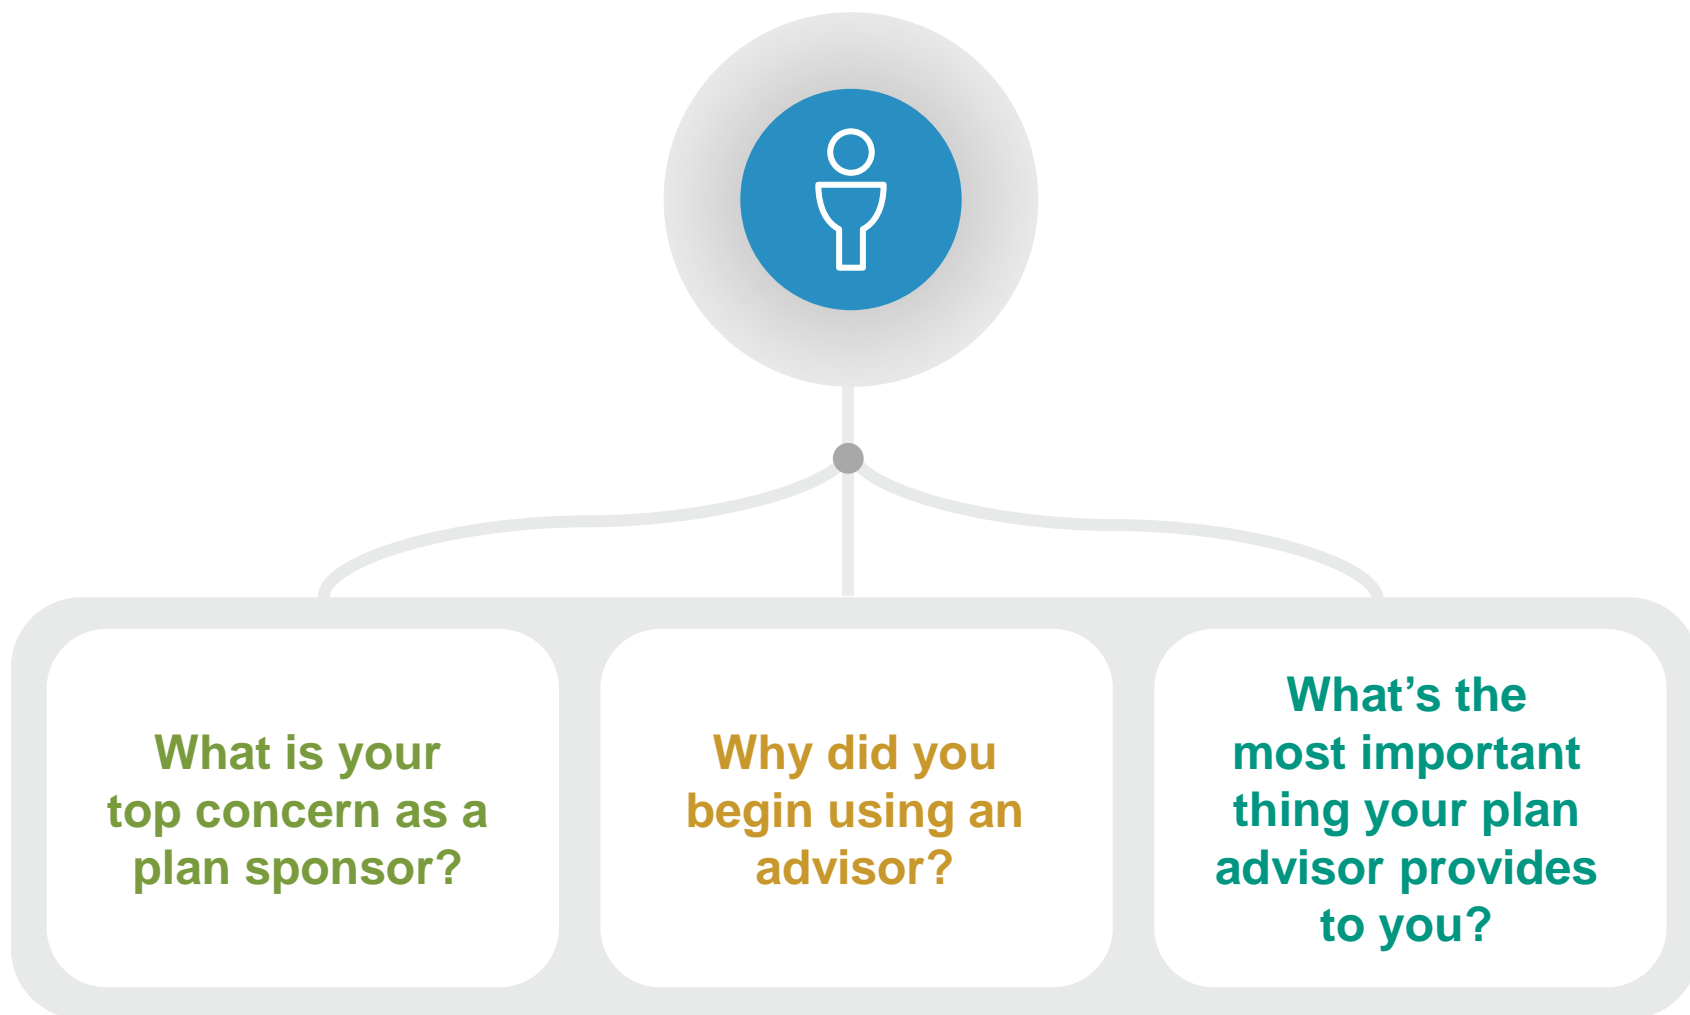 What is your
top concern as a
plan sponsor?
Why did you
begin using an
advisor?
What’s the
most important
thing your plan
advisor provides
to you?